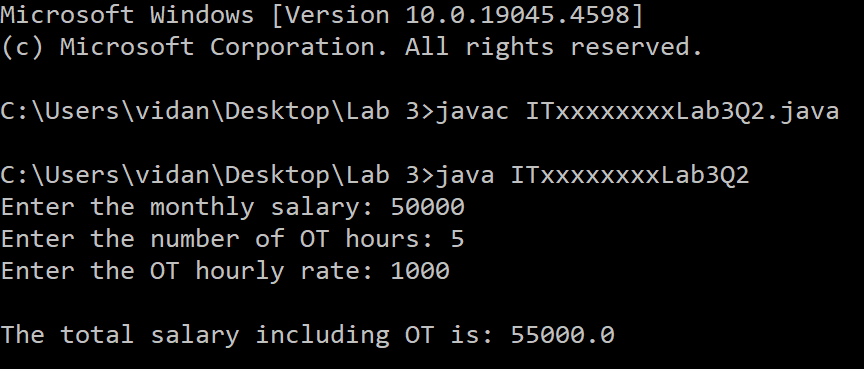 Microsoft Windows [Version 10.0.19045.4598]
(c) Microsoft Corporation. All rights reserved.
C:\Users\vidan\Desktop\Lab 3>javac ITxxxxxxxxLab3Q2.java
C:\Users\vidan\Desktop\Lab 3>java ITxxxxxxxxLab3Q2
Enter the monthly salary: 50000
Enter the number of OT hours: 5
Enter the OT hourly rate: 1000
The total salary including OT is: 55000.0